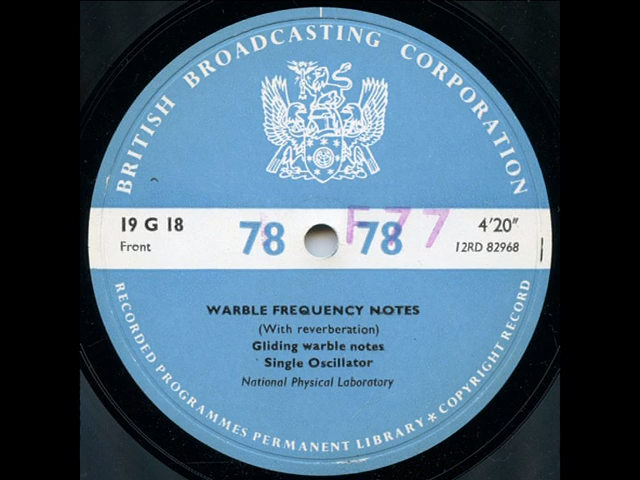 BRITISH BROADCASTING CORPORATION
19 G 18
Front
78
78
F77
4'20"
12RD 82968
WARBLE FREQUENCY NOTES
(With reverberation)
Gliding warble notes
Single Oscillator
National Physical Laboratory
RECORDED PROGRAMMES PERMANENT LIBRARY * COPYRIGHT RECORD